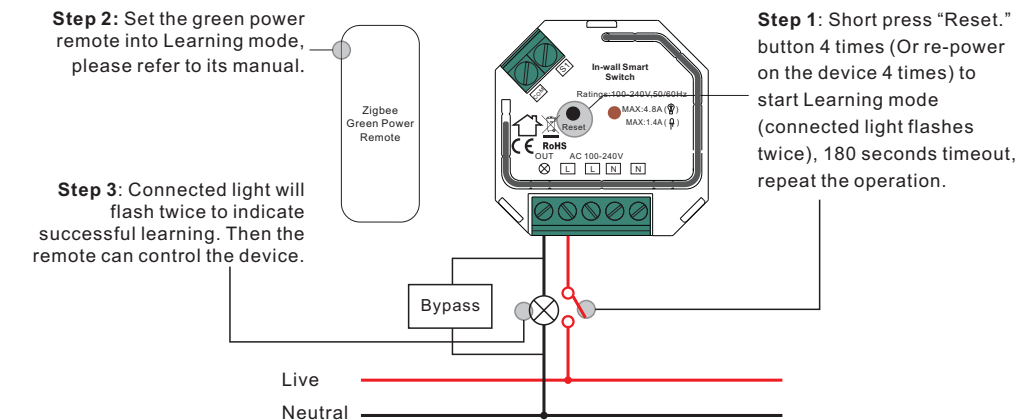 Step 2: Set the green power
remote into Learning mode,
please refer to its manual.
Zigbee
Green Power
Remote
Step 3: Connected light will
flash twice to indicate
successful learning. Then the
remote can control the device.
S1
COM
In-wall Smart
Switch
Ratings:100-240V,50/60Hz
MAX:4.8A ( )
MAX:1.4A ( )
Reset
CE RoHS
OUT AC 100-240V
L L N N
Step 1: Short press “Reset.”
button 4 times (Or re-power
on the device 4 times) to
start Learning mode
(connected light flashes
twice), 180 seconds timeout,
repeat the operation.
Bypass
Live
Neutral